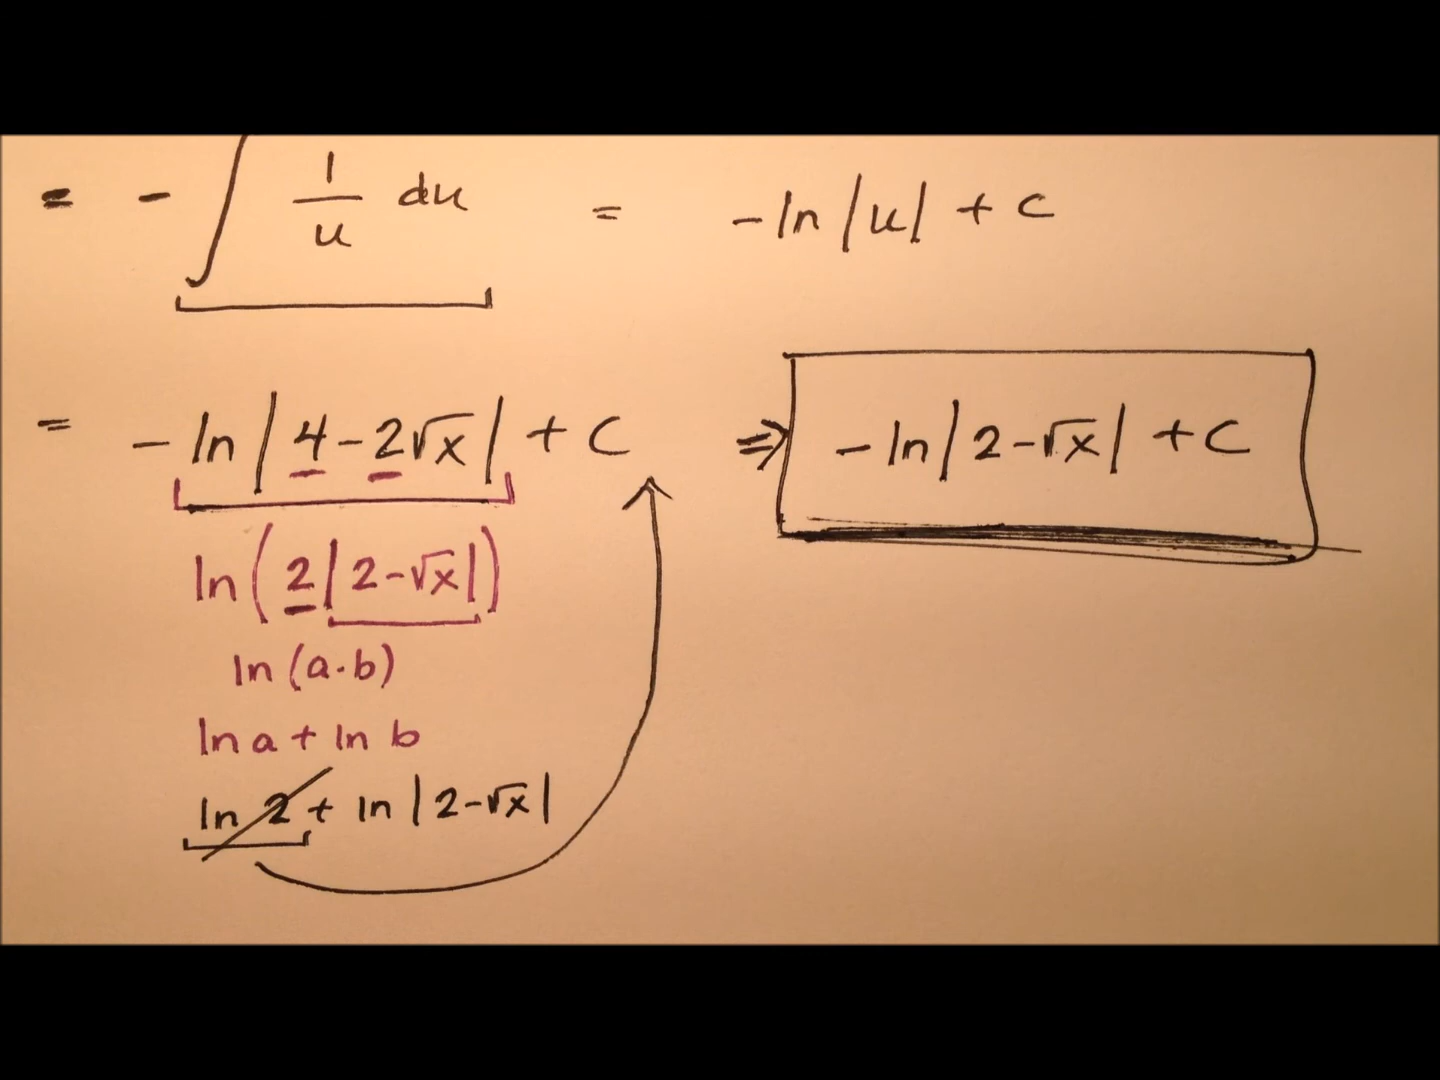 = - ∫ 1/u du = -ln|u| + C
= -ln|4-2√x| + C ⇒ -ln|2-√x| + C
ln(2|2-√x|)
ln(a·b)
ln a + ln b
ln 2 + ln|2-√x|